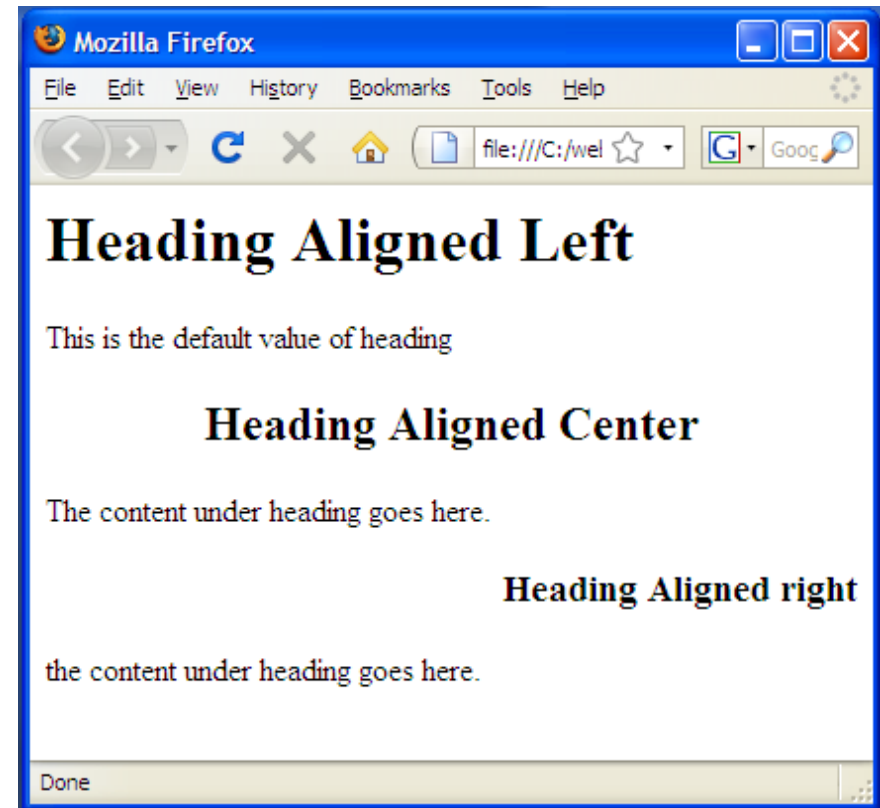 Mozilla Firefox
File Edit View History Bookmarks Tools Help
file:///C:/wel G Goog
Heading Aligned Left
This is the default value of heading
Heading Aligned Center
The content under heading goes here.
Heading Aligned right
the content under heading goes here.
Done